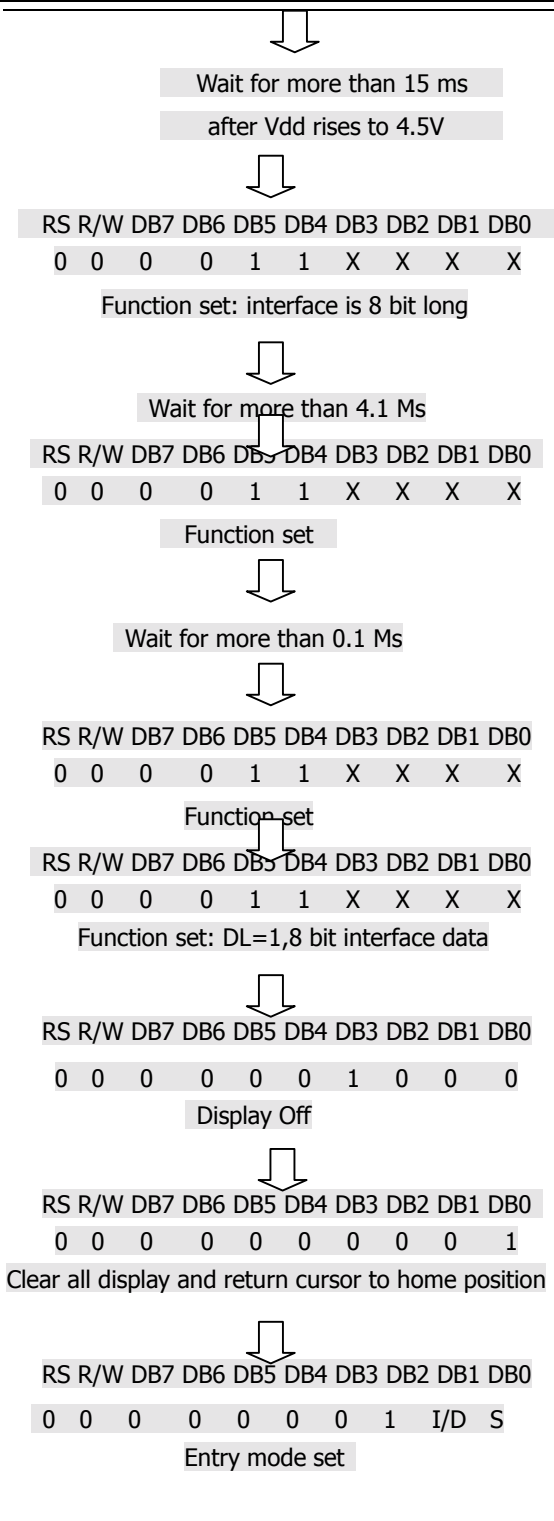 Wait for more than 15 ms
after Vdd rises to 4.5V
RS R/W DB7 DB6 DB5 DB4 DB3 DB2 DB1 DB0
0 0 0 0 1 1 X X X X
Function set: interface is 8 bit long
Wait for more than 4.1 Ms
RS R/W DB7 DB6 DB5 DB4 DB3 DB2 DB1 DB0
0 0 0 0 1 1 X X X X
Function set
Wait for more than 0.1 Ms
RS R/W DB7 DB6 DB5 DB4 DB3 DB2 DB1 DB0
0 0 0 0 1 1 X X X X
Function set
RS R/W DB7 DB6 DB5 DB4 DB3 DB2 DB1 DB0
0 0 0 0 1 1 X X X X
Function set: DL=1,8 bit interface data
RS R/W DB7 DB6 DB5 DB4 DB3 DB2 DB1 DB0
0 0 0 0 0 0 1 0 0 0
Display Off
RS R/W DB7 DB6 DB5 DB4 DB3 DB2 DB1 DB0
0 0 0 0 0 0 0 0 0 1
Clear all display and return cursor to home position
RS R/W DB7 DB6 DB5 DB4 DB3 DB2 DB1 DB0
0 0 0 0 0 0 0 1 I/D S
Entry mode set